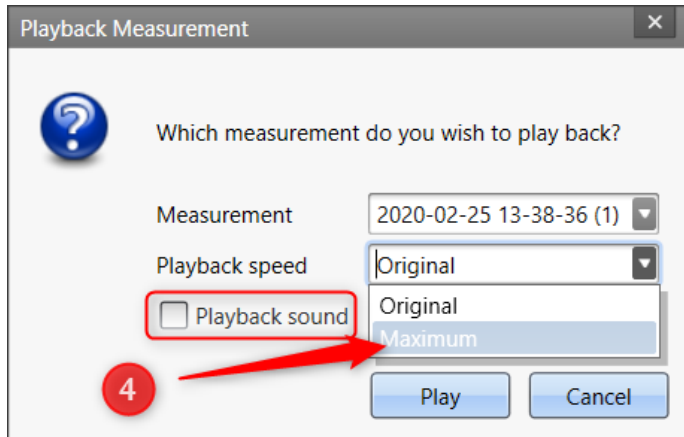 Playback Measurement
Which measurement do you wish to play back?
Measurement 2020-02-25 13-38-36 (1)
Playback speed Original
Playback sound Original
Maximum
4
Play Cancel